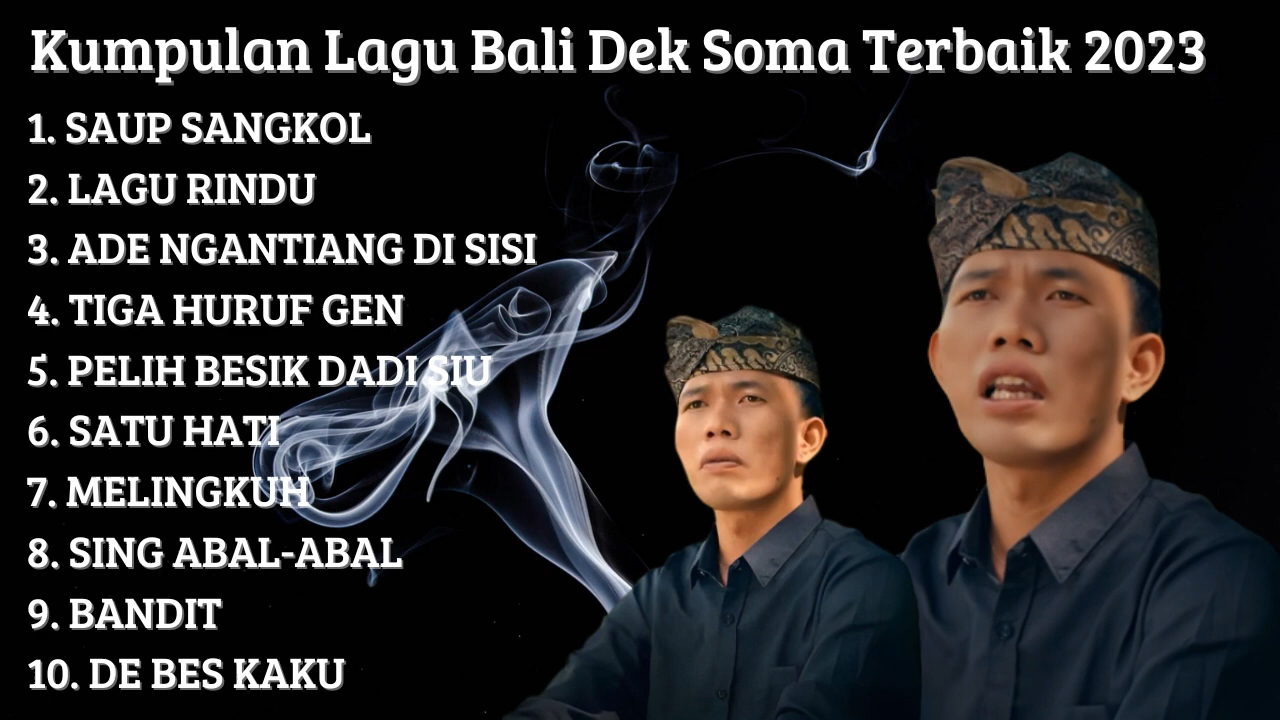 Kumpulan Lagu Bali Dek Soma Terbaik 2023
1. SAUP SANGKOL
2. LAGU RINDU
3. ADE NGANTIANG DI SISI
4. TIGA HURUF GEN
5. PELIH BESIK DADI SIU
6. SATU HATI
7. MELINGKUH
8. SING ABAL-ABAL
9. BANDIT
10. DE BES KAKU